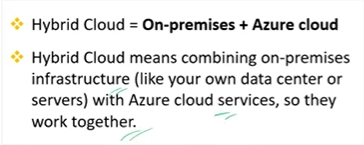 Hybrid Cloud = On-premises + Azure cloud
Hybrid Cloud means combining on-premises
infrastructure (like your own data center or
servers) with Azure cloud services, so they
work together.